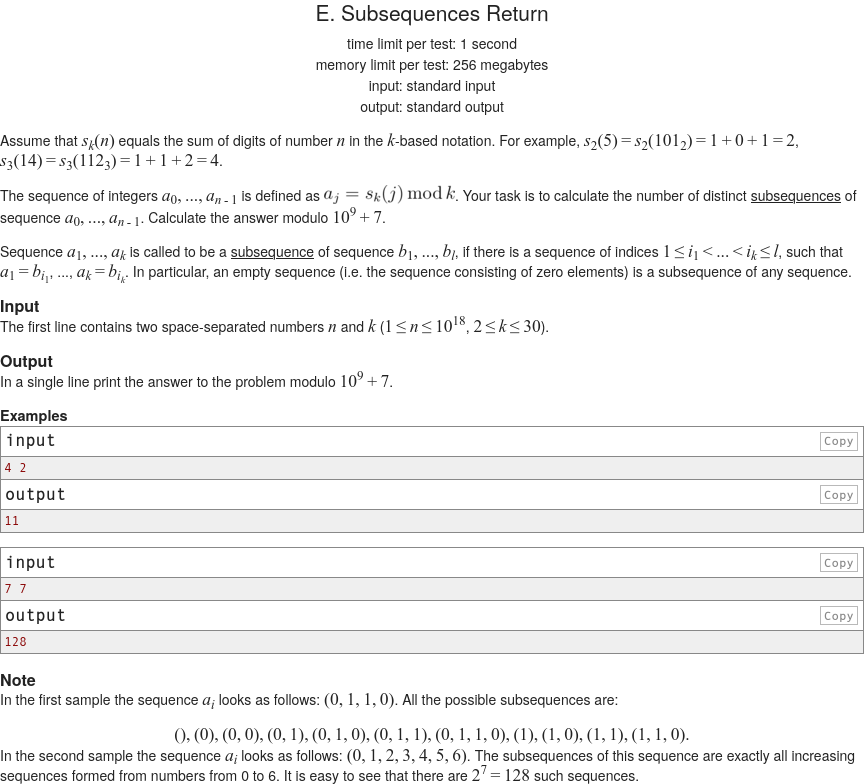 E. Subsequences Return
time limit per test: 1 second
memory limit per test: 256 megabytes
input: standard input
output: standard output
Assume that s_k(n) equals the sum of digits of number n in the k-based notation. For example, s_2(5) = s_2(101_2) = 1 + 0 + 1 = 2,
s_3(14) = s_3(112_3) = 1 + 1 + 2 = 4.
The sequence of integers a_0, ..., a_{n - 1} is defined as a_j = s_k(j) mod k. Your task is to calculate the number of distinct subsequences of
sequence a_0, ..., a_{n - 1}. Calculate the answer modulo 10^9 + 7.
Sequence a_1, ..., a_k is called to be a subsequence of sequence b_1, ..., b_l, if there is a sequence of indices 1 ≤ i_1 < ... < i_k ≤ l, such that
a_1 = b_{i_1}, ..., a_k = b_{i_k}. In particular, an empty sequence (i.e. the sequence consisting of zero elements) is a subsequence of any sequence.
Input
The first line contains two space-separated numbers n and k (1 ≤ n ≤ 10^18, 2 ≤ k ≤ 30).
Output
In a single line print the answer to the problem modulo 10^9 + 7.
Examples
input Copy
4 2
output Copy
11
input Copy
7 7
output Copy
128
Note
In the first sample the sequence a_i looks as follows: (0, 1, 1, 0). All the possible subsequences are:
(), (0), (0, 0), (0, 1), (0, 1, 0), (0, 1, 1), (0, 1, 1, 0), (1), (1, 0), (1, 1), (1, 1, 0).
In the second sample the sequence a_i looks as follows: (0, 1, 2, 3, 4, 5, 6). The subsequences of this sequence are exactly all increasing
sequences formed from numbers from 0 to 6. It is easy to see that there are 2^7 = 128 such sequences.